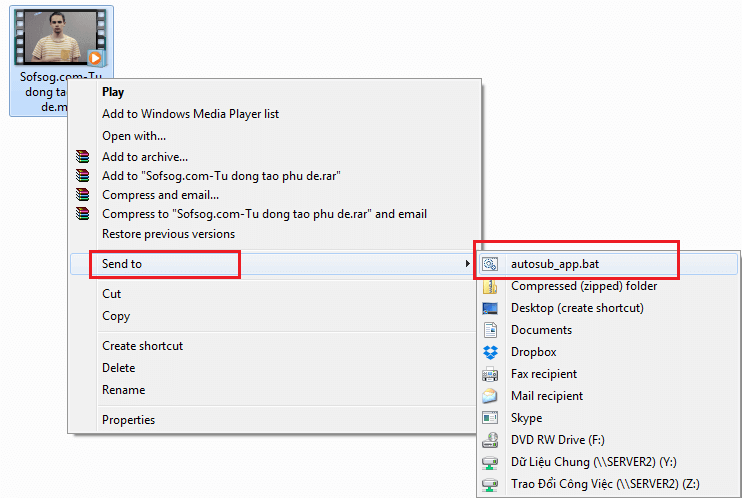 Sofsog.com-Tu
dong tao
de.m
Play
Add to Windows Media Player list
Open with...
Add to archive...
Add to "Sofsog.com-Tu dong tao phu de.rar"
Compress and email...
Compress to "Sofsog.com-Tu dong tao phu de.rar" and email
Restore previous versions
Send to
Cut
Copy
Create shortcut
Delete
Rename
Properties
autosub_app.bat
Compressed (zipped) folder
Desktop (create shortcut)
Documents
Dropbox
Fax recipient
Mail recipient
Skype
DVD RW Drive (F:)
Dữ Liệu Chung (\\SERVER2) (Y:)
Trao Đổi Công Việc (\\SERVER2) (Z:)